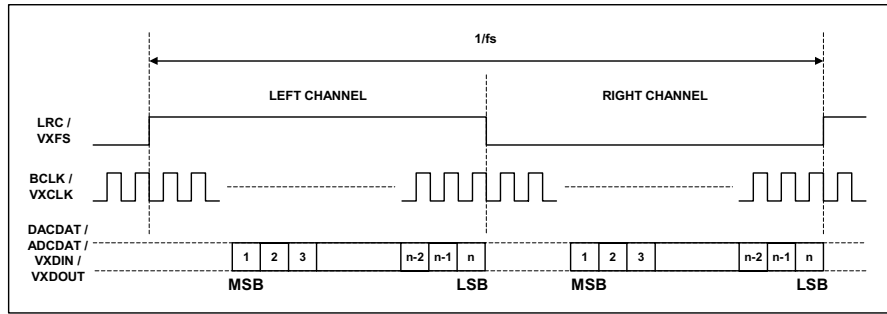 1/fs
LEFT CHANNEL RIGHT CHANNEL
LRC /
VXFS
BCLK /
VXCLK
DACDAT /
ADCDAT /
VXDIN /
VXDOUT
1 2 3 n-2 n-1 n 1 2 3 n-2 n-1 n
MSB LSB MSB LSB